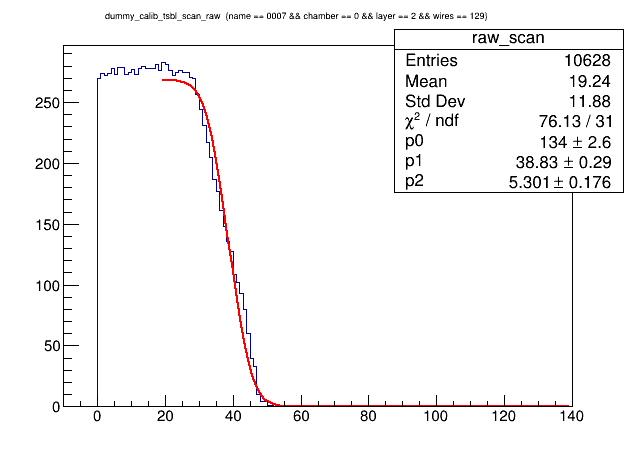 dummy_calib_tsbl_scan_raw {name == 0007 && chamber == 0 && layer == 2 && wires == 129}
raw_scan
Entries 10628
Mean 19.24
Std Dev 11.88
χ² / ndf 76.13 / 31
p0 134 ± 2.6
p1 38.83 ± 0.29
p2 5.301 ± 0.176
250
200
150
100
50
0
0 20 40 60 80 100 120 140